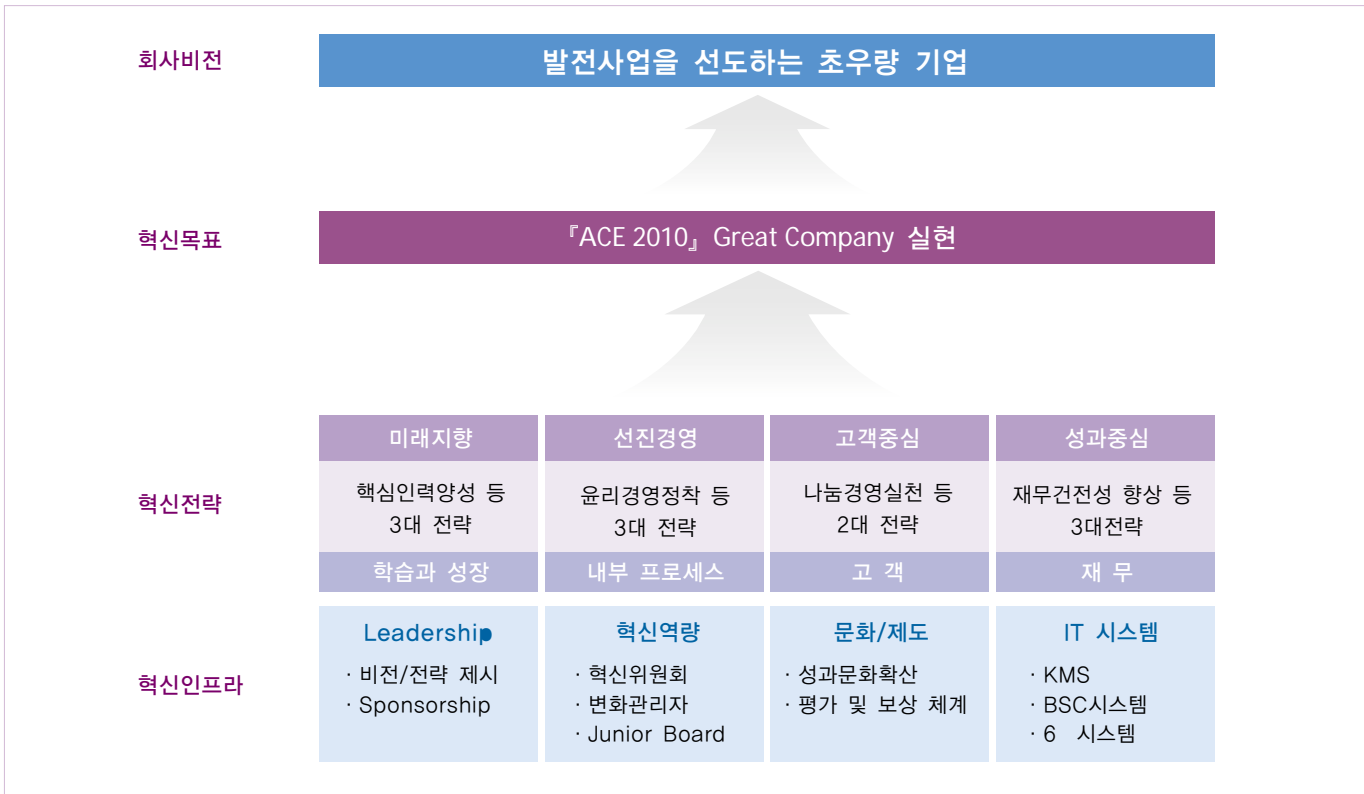 회사비전
발전사업을 선도하는 초우량 기업
혁신목표
『ACE 2010』 Great Company 실현
혁신전략
미래지향
핵심인력양성 등
3대 전략
학습과 성장
선진경영
윤리경영정착 등
3대 전략
내부 프로세스
고객중심
나눔경영실천 등
2대 전략
고 객
성과중심
재무건전성 향상 등
3대전략
재 무
혁신인프라
Leadership
· 비전/전략 제시
· Sponsorship
혁신역량
· 혁신위원회
· 변화관리자
· Junior Board
문화/제도
· 성과문화확산
· 평가 및 보상 체계
IT 시스템
· KMS
· BSC시스템
· 6 시스템